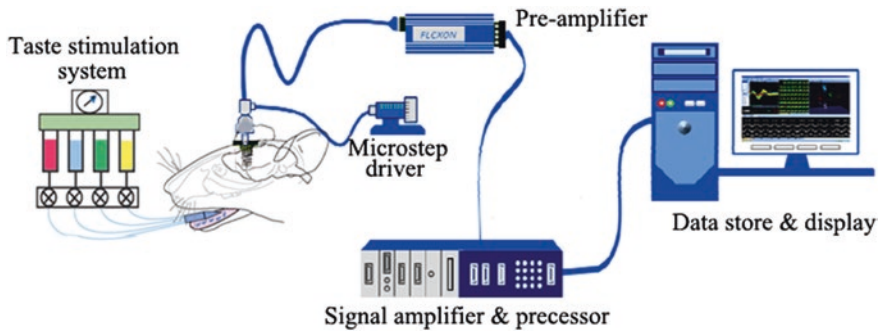 Taste stimulation
system
Pre-amplifier
FLCXON
Microstep
driver
Data store & display
Signal amplifier & precessor